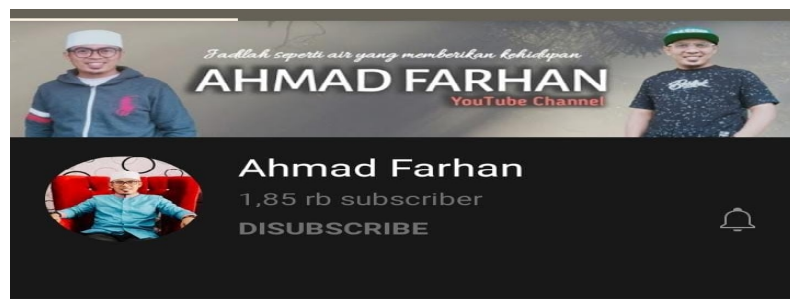 Jadilah seperti air yang memberikan kehidupan
AHMAD FARHAN
YouTube Channel
Ahmad Farhan
1,85 rb subscriber
DISUBSCRIBE